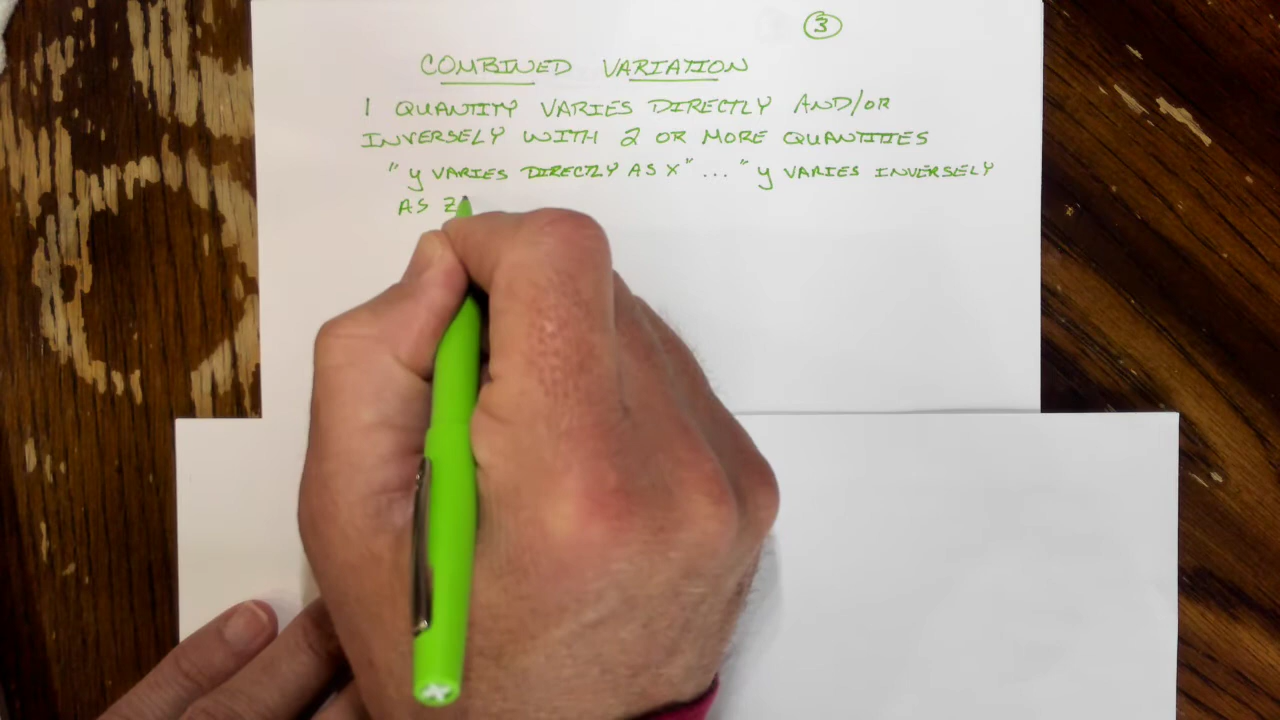 3
COMBINED VARIATION
1 QUANTITY VARIES DIRECTLY AND/OR
INVERSELY WITH 2 OR MORE QUANTITIES
"y VARIES DIRECTLY AS X" ... "y VARIES INVERSELY
AS Z